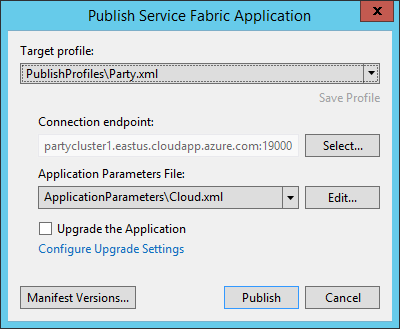 Publish Service Fabric Application
Target profile:
PublishProfiles\Party.xml
Save Profile
Connection endpoint:
partycluster1.eastus.cloudapp.azure.com:19000
Select...
Application Parameters File:
ApplicationParameters\Cloud.xml
Edit...
Upgrade the Application
Configure Upgrade Settings
Manifest Versions...
Publish
Cancel